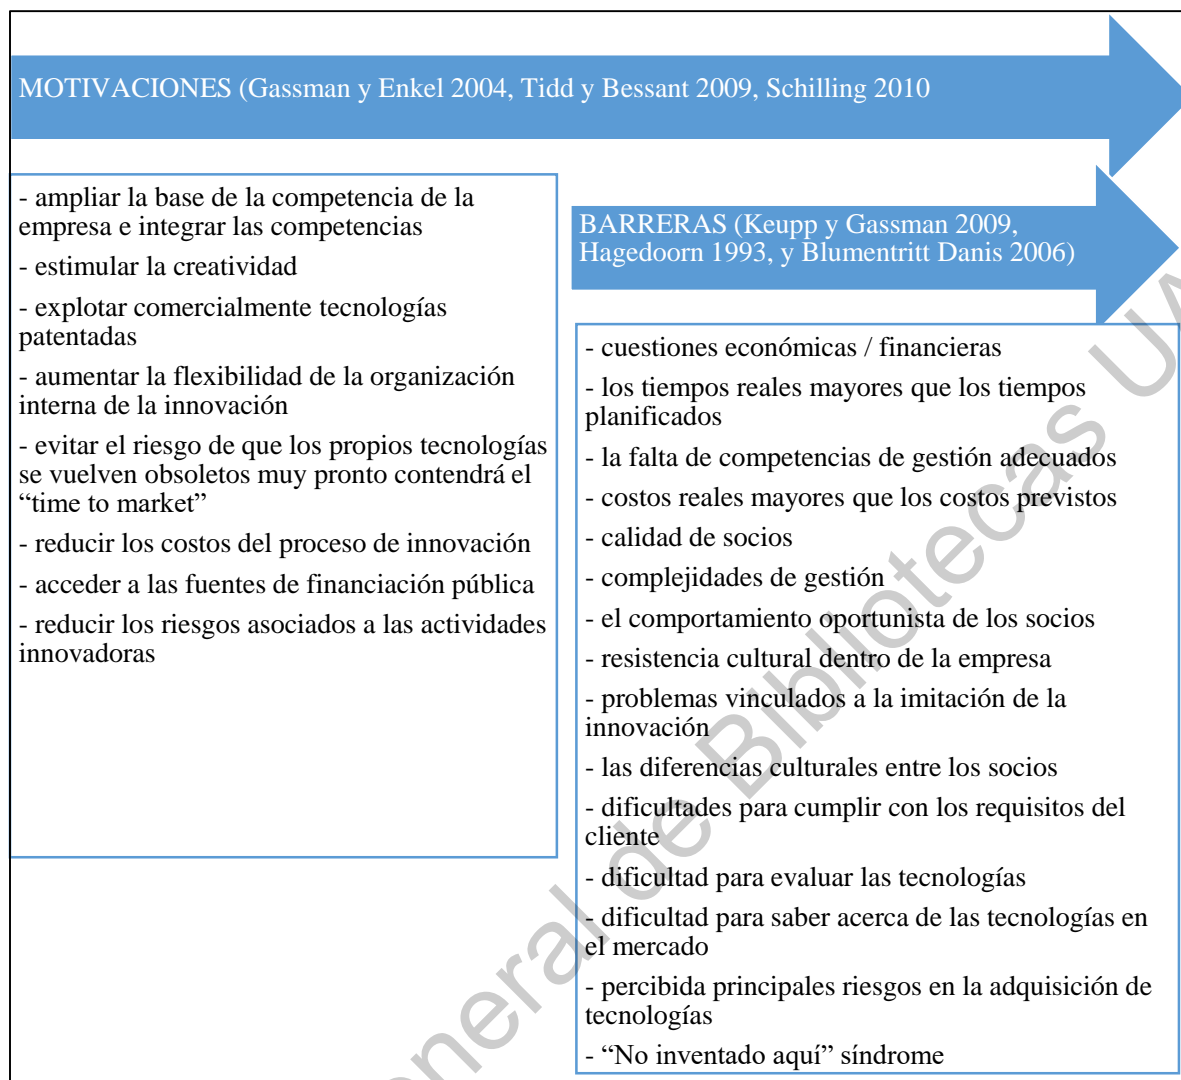 MOTIVACIONES (Gassman y Enkel 2004, Tidd y Bessant 2009, Schilling 2010
- ampliar la base de la competencia de la
empresa e integrar las competencias
- estimular la creatividad
- explotar comercialmente tecnologías
patentadas
- aumentar la flexibilidad de la organización
interna de la innovación
- evitar el riesgo de que los propios tecnologías
se vuelven obsoletos muy pronto contendrá el
“time to market”
- reducir los costos del proceso de innovación
- acceder a las fuentes de financiación pública
- reducir los riesgos asociados a las actividades
innovadoras
BARRERAS (Keupp y Gassman 2009,
Hagedoorn 1993, y Blumentritt Danis 2006)
- cuestiones económicas / financieras
- los tiempos reales mayores que los tiempos
planificados
- la falta de competencias de gestión adecuados
- costos reales mayores que los costos previstos
- calidad de socios
- complejidades de gestión
- el comportamiento oportunista de los socios
- resistencia cultural dentro de la empresa
- problemas vinculados a la imitación de la
innovación
- las diferencias culturales entre los socios
- dificultades para cumplir con los requisitos del
cliente
- dificultad para evaluar las tecnologías
- dificultad para saber acerca de las tecnologías en
el mercado
- percibida principales riesgos en la adquisición de
tecnologías
- “No inventado aquí” síndrome
neral de Bibliotecas UA